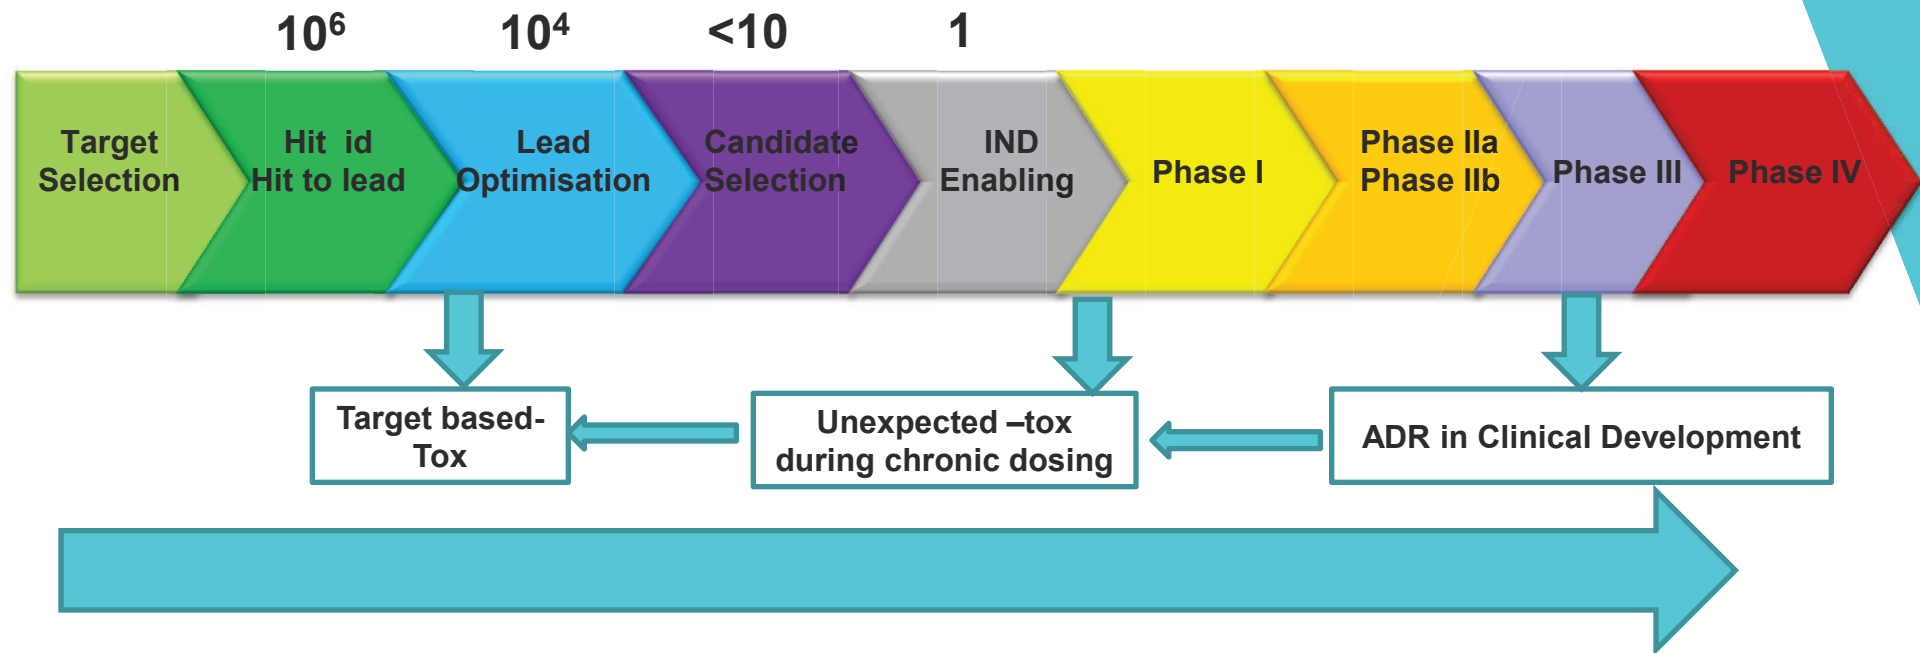 10⁶ 10⁴ <10 1
Target
Selection
Hit id
Hit to lead
Lead
Optimisation
Candidate
Selection
IND
Enabling
Phase I
Phase IIa
Phase IIb
Phase III
Phase IV
Target based-
Tox
Unexpected –tox
during chronic dosing
ADR in Clinical Development